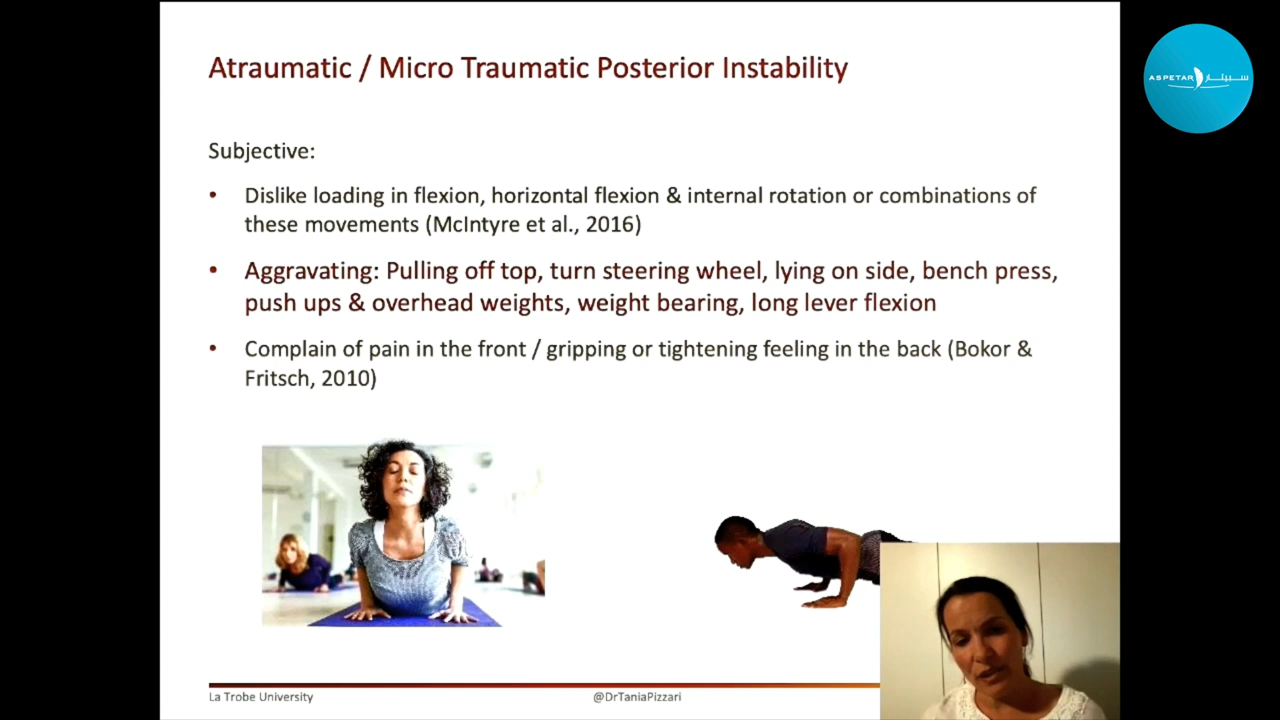 Atraumatic / Micro Traumatic Posterior Instability
ASPETAR سبيتار
Subjective:
• Dislike loading in flexion, horizontal flexion & internal rotation or combinations of
these movements (McIntyre et al., 2016)
• Aggravating: Pulling off top, turn steering wheel, lying on side, bench press,
push ups & overhead weights, weight bearing, long lever flexion
• Complain of pain in the front / gripping or tightening feeling in the back (Bokor &
Fritsch, 2010)
La Trobe University
@DrTaniaPizzari